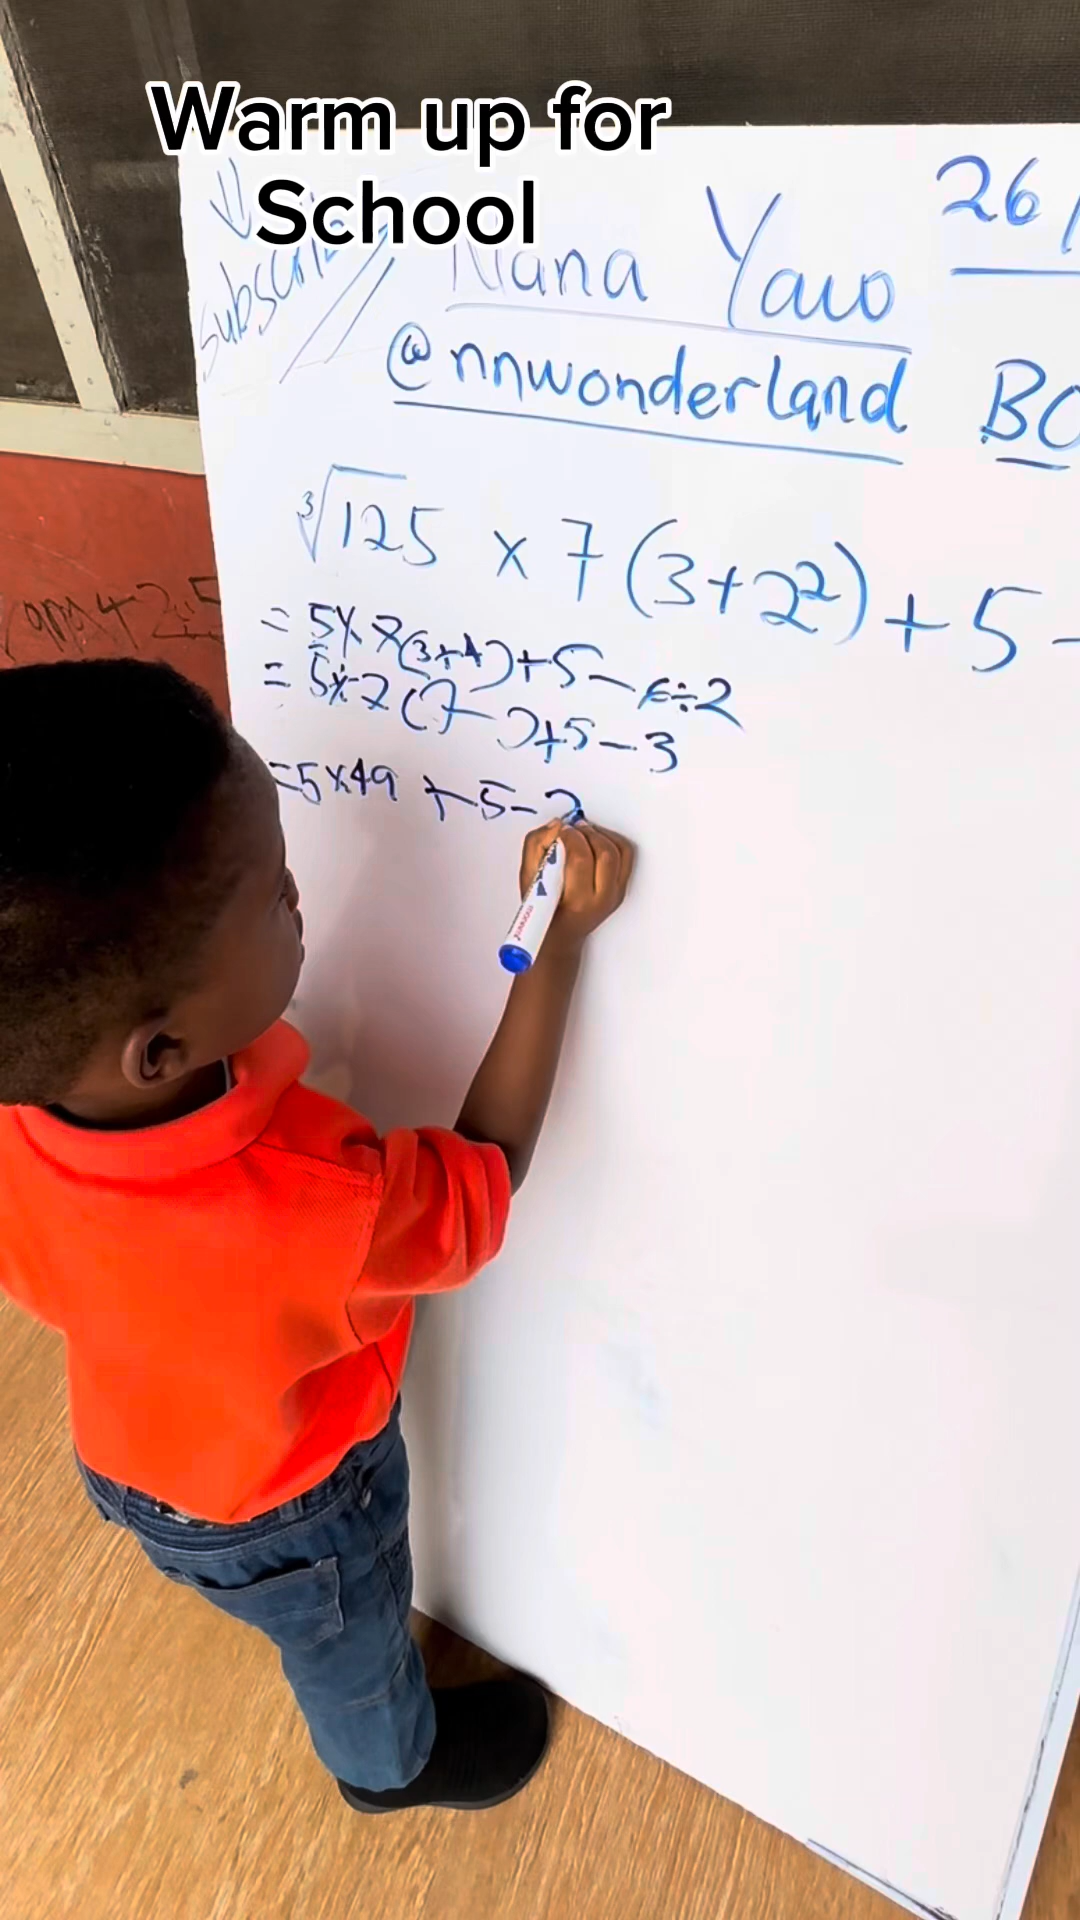 Warm up for
School
Subscribe
26
Nana Yaw
@nnwonderland BO
∛125 × 7(3+2²)+5-
= 5×7(3+4)+5-6÷2
= 5×7(7)+5-3
=5×49+5-3